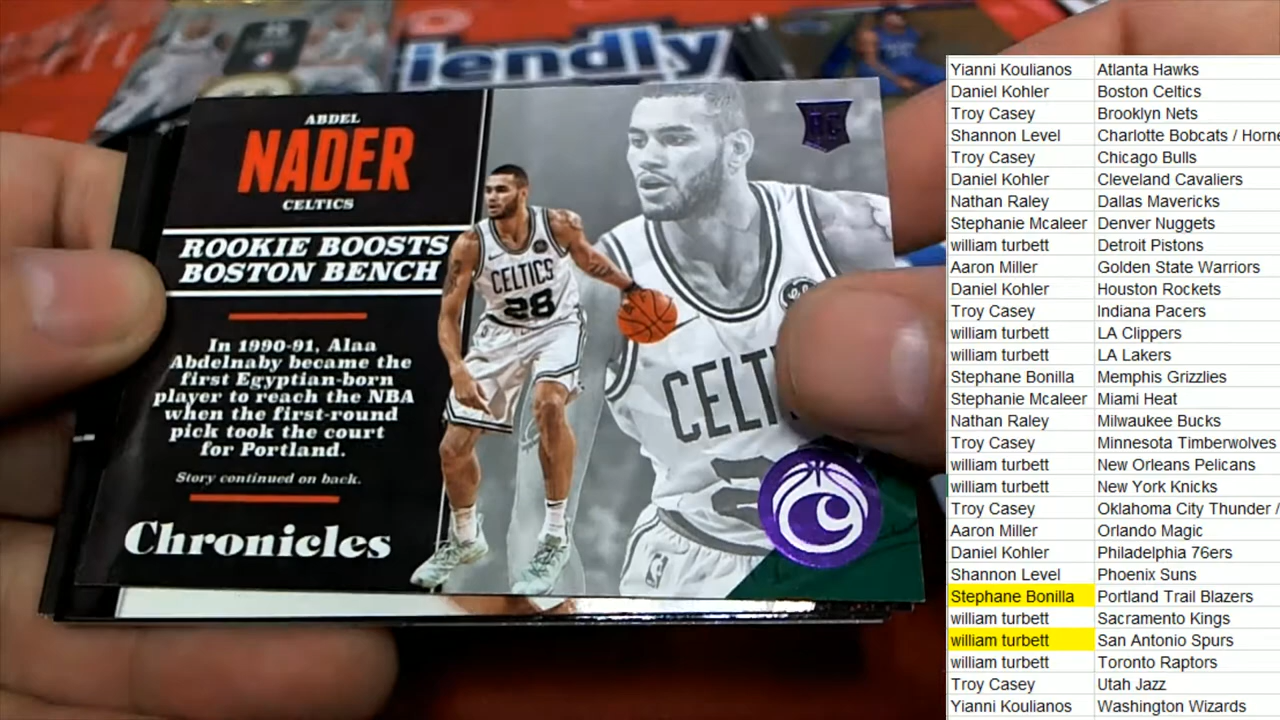 iendly
ABDEL
NADER
CELTICS
ROOKIE BOOSTS
BOSTON BENCH
In 1990-91, Alaa
Abdelnaby became the
first Egyptian-born
player to reach the NBA
when the first-round
pick took the court
for Portland.
Story continued on back.
Chronicles
RC
CELTICS
28
CELT
C9
Yianni Koulianos Atlanta Hawks
Daniel Kohler Boston Celtics
Troy Casey Brooklyn Nets
Shannon Level Charlotte Bobcats / Horne
Troy Casey Chicago Bulls
Daniel Kohler Cleveland Cavaliers
Nathan Raley Dallas Mavericks
Stephanie Mcaleer Denver Nuggets
william turbett Detroit Pistons
Aaron Miller Golden State Warriors
Daniel Kohler Houston Rockets
Troy Casey Indiana Pacers
william turbett LA Clippers
william turbett LA Lakers
Stephane Bonilla Memphis Grizzlies
Stephanie Mcaleer Miami Heat
Nathan Raley Milwaukee Bucks
Troy Casey Minnesota Timberwolves
william turbett New Orleans Pelicans
william turbett New York Knicks
Troy Casey Oklahoma City Thunder /
Aaron Miller Orlando Magic
Daniel Kohler Philadelphia 76ers
Shannon Level Phoenix Suns
Stephane Bonilla Portland Trail Blazers
william turbett Sacramento Kings
william turbett San Antonio Spurs
william turbett Toronto Raptors
Troy Casey Utah Jazz
Yianni Koulianos Washington Wizards